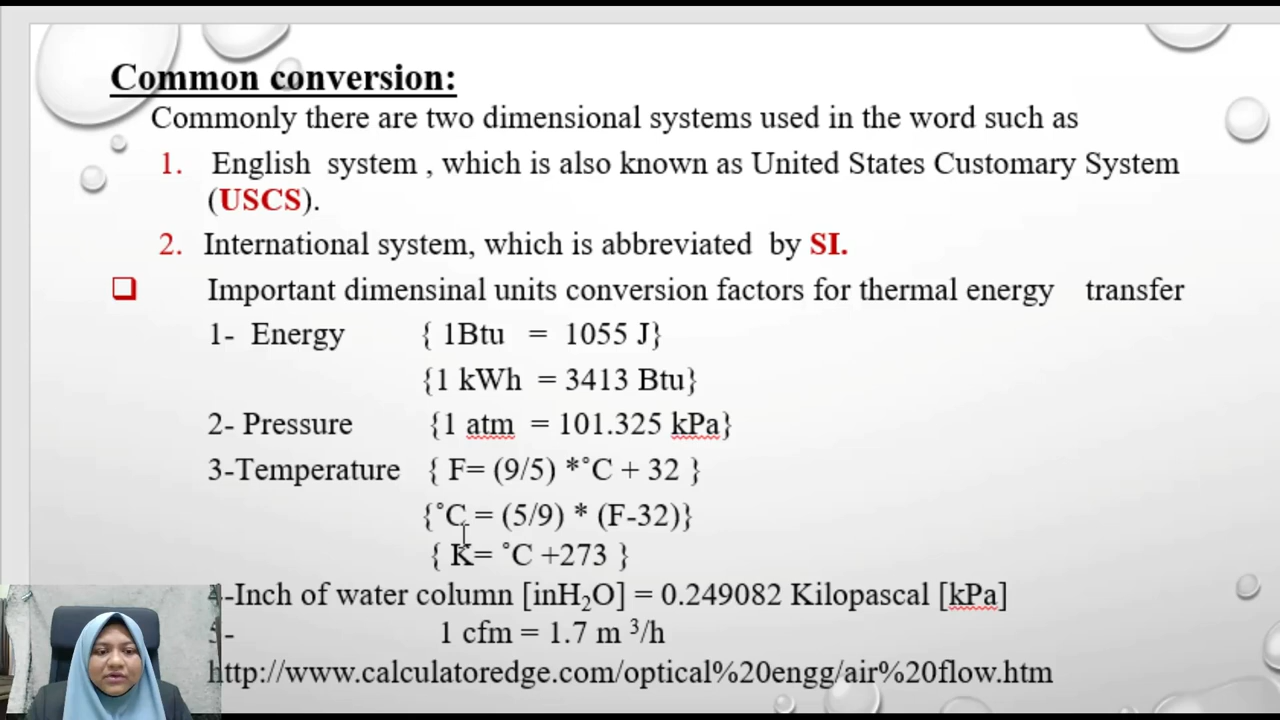 Common conversion:
Commonly there are two dimensional systems used in the word such as
1. English system , which is also known as United States Customary System
(USCS).
2. International system, which is abbreviated by SI.
❑ Important dimensinal units conversion factors for thermal energy transfer
1- Energy { 1Btu = 1055 J}
{1 kWh = 3413 Btu}
2- Pressure {1 atm = 101.325 kPa}
3-Temperature { F= (9/5) *°C + 32 }
{°C = (5/9) * (F-32)}
{ K= °C +273 }
4-Inch of water column [inH₂O] = 0.249082 Kilopascal [kPa]
5- 1 cfm = 1.7 m ³/h
http://www.calculatoredge.com/optical%20engg/air%20flow.htm